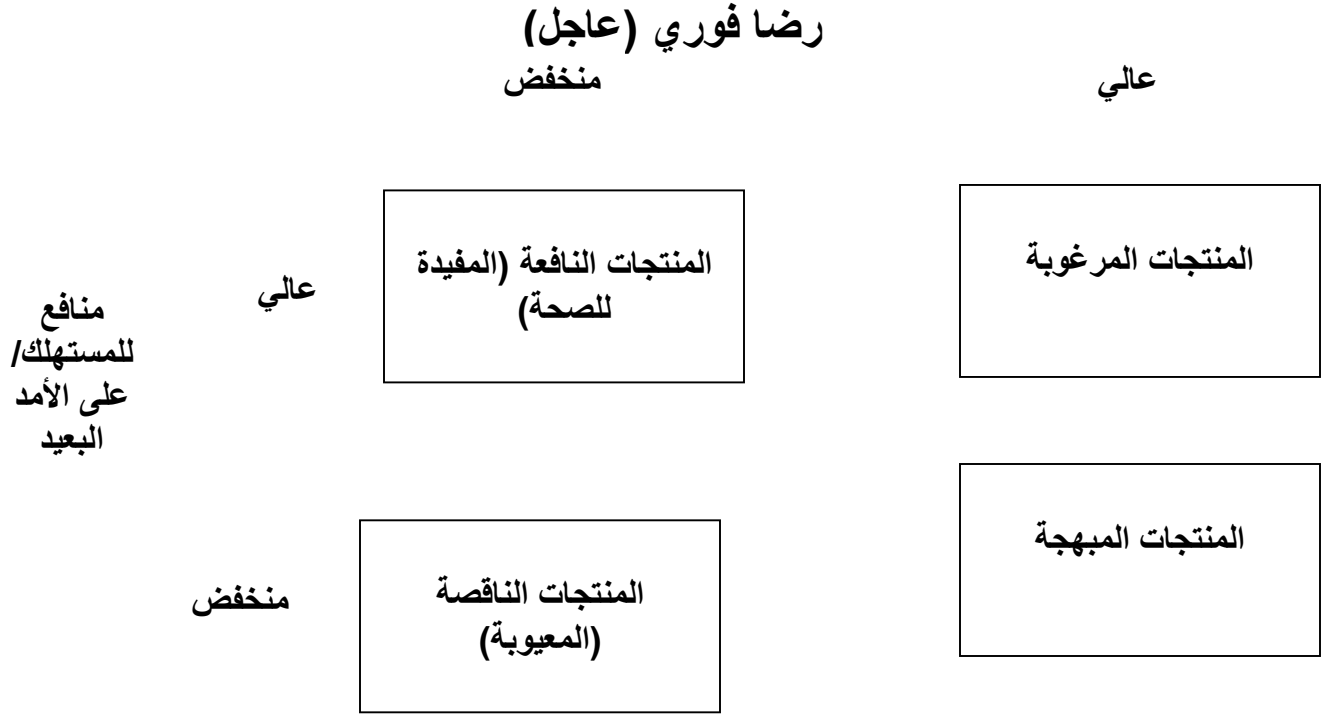 رضا فوري (عاجل)
عالي
منخفض
المنتجات المرغوبة
المنتجات النافعة (المفيدة
للصحة)
عالي
منافع
للمستهلك/
على الأمد
البعيد
المنتجات المبهجة
المنتجات الناقصة
(المعيوبة)
منخفض